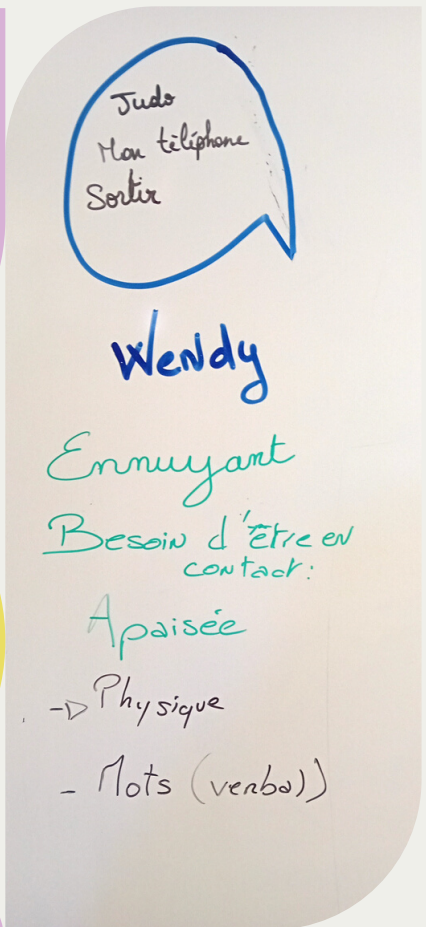 Judo
Mon téléphone
Sortir
Wendy
Ennuyant
Besoin d'être en
contact:
Apaisée
-> Physique
- Mots (verbal)